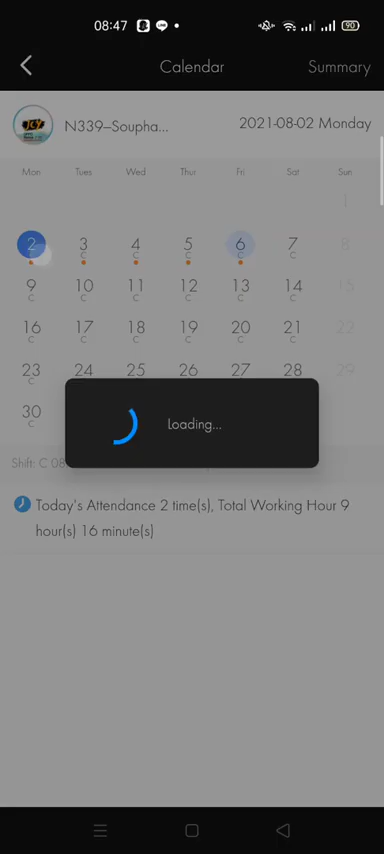 08:47
90
Calendar
Summary
N339–Soupha...
2021-08-02 Monday
Mon Tues Wed Thur Fri Sat Sun
1
2 3 4 5 6 7 8
C C C C C
9 10 11 12 13 14 15
C C C C C C
16 17 18 19 20 21 22
C C C C C C
23 24 25 26 27 28 29
C
30
C
Loading...
Shift: C 08
Today's Attendance 2 time(s), Total Working Hour 9
hour(s) 16 minute(s)